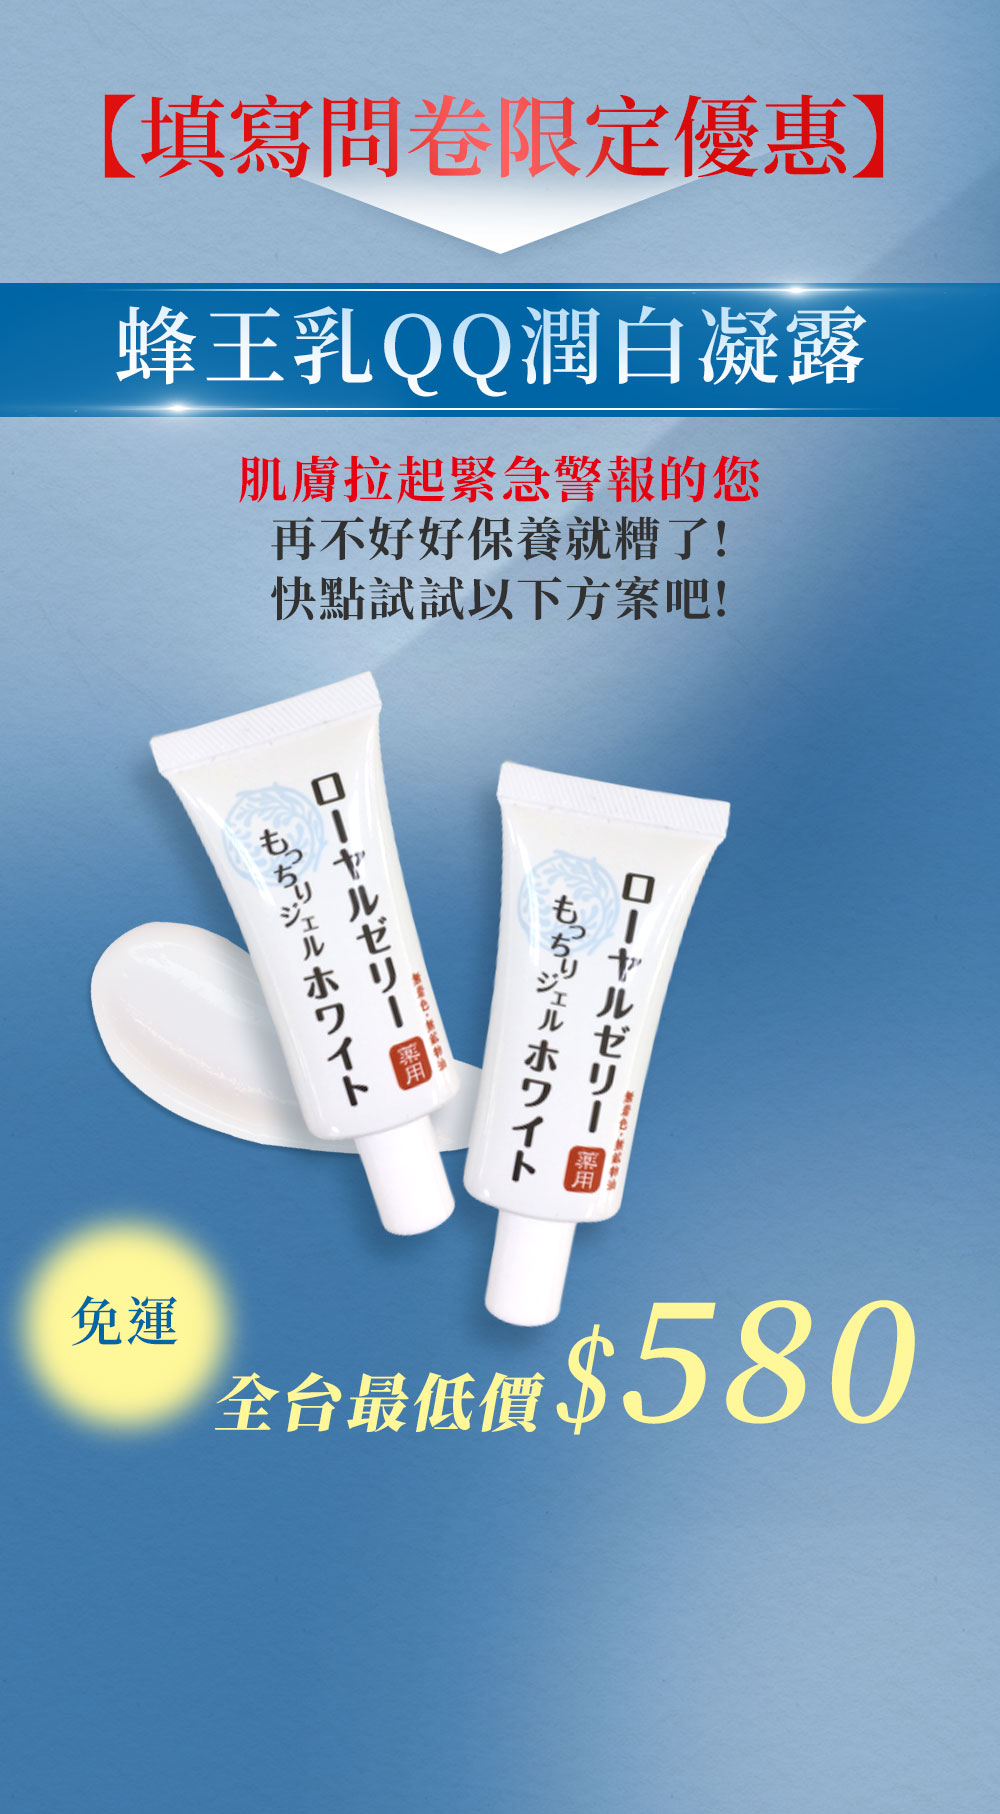 【填寫問卷限定優惠】
蜂王乳QQ潤白凝露
肌膚拉起緊急警報的您
再不好好保養就糟了!
快點試試以下方案吧!
ローヤルゼリー
もっちりジェル ホワイト
薬用
ローヤルゼリー
もっちりジェル ホワイト
薬用
免運
全台最低價$580